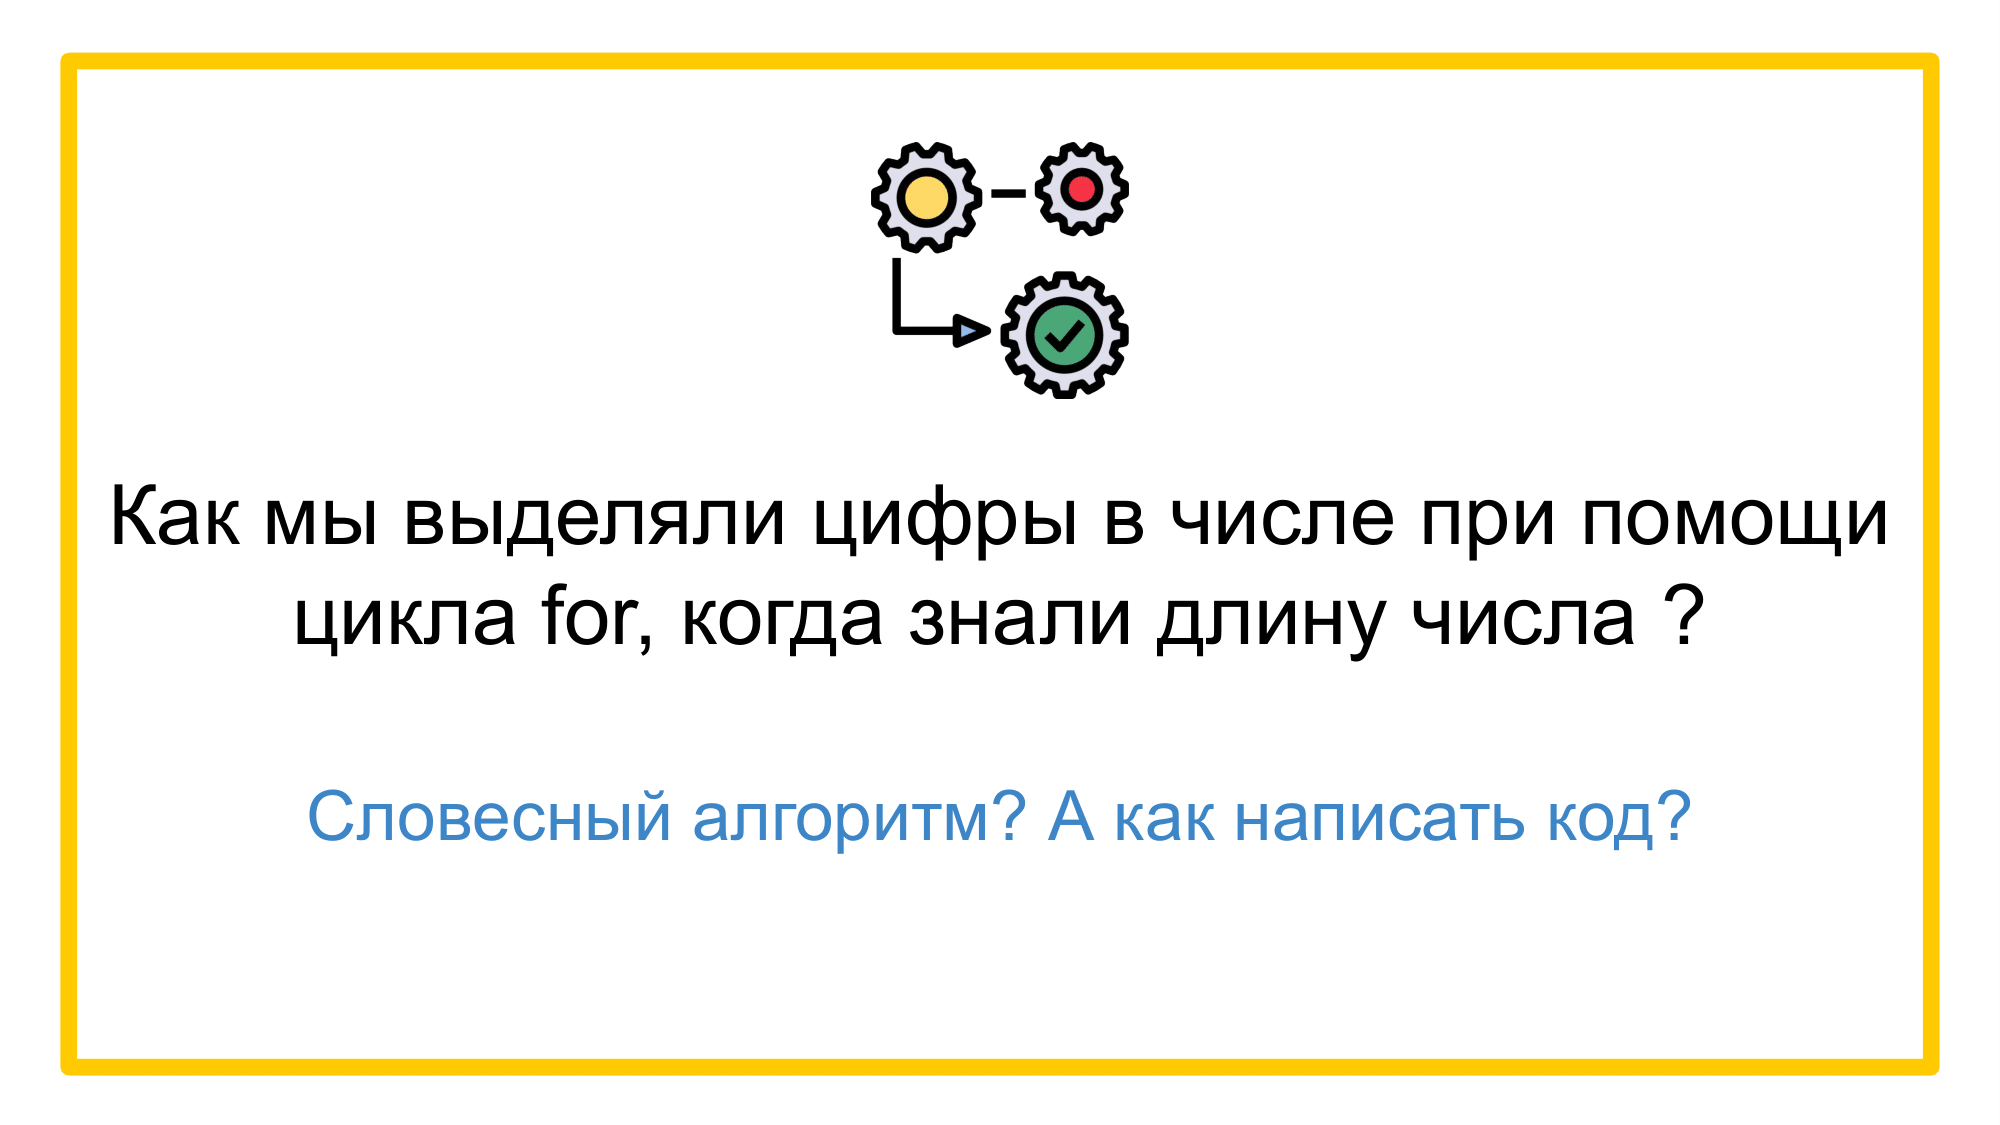 Как мы выделяли цифры в числе при помощи
цикла for, когда знали длину числа ?
Словесный алгоритм? А как написать код?